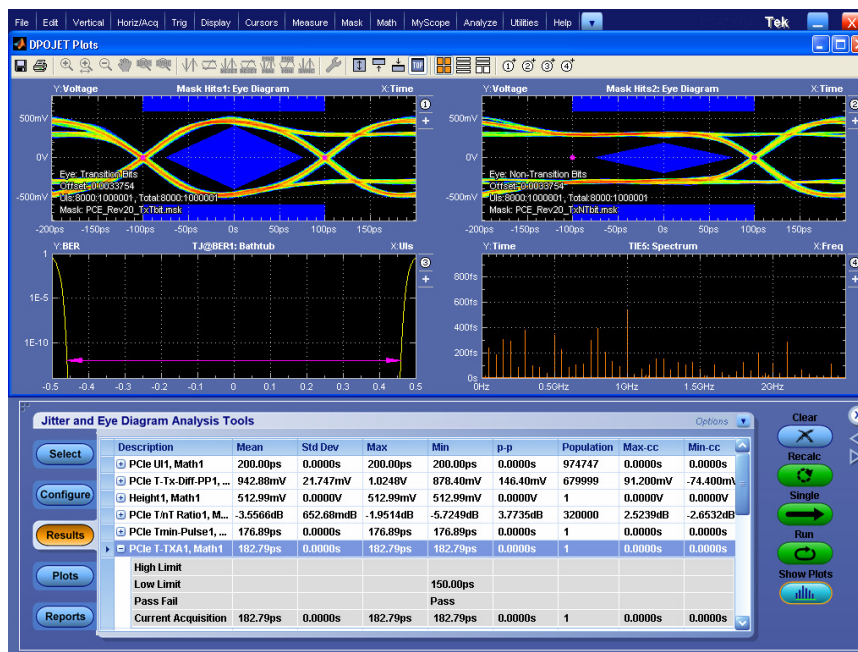 File Edit Vertical Horiz/Acq Trig Display Cursors Measure Mask Math MyScope Analyze Utilities Help Tek
DPOJET Plots
Y:Voltage Mask Hits1: Eye Diagram X:Time
500mV
0V
-500mV
Eye: Transition Bits
Offset:-0.0033754
UIs:8000:1000001, Total:8000:1000001
Mask: PCE_Rev20_TxTbit.msk
-200ps -150ps -100ps -50ps 0s 50ps 100ps 150ps
1
Y:Voltage Mask Hits2: Eye Diagram X:Time
500mV
0V
-500mV
Eye: Non-Transition Bits
Offset:-0.0033754
UIs:8000:1000001, Total:8000:1000001
Mask: PCE_Rev20_TxNTbit.msk
-200ps -150ps -100ps -50ps 0s 50ps 100ps 150ps
2
Y:BER TJ@BER1: Bathtub X:UIs
1
1E-5
1E-10
-0.5 -0.4 -0.3 -0.2 -0.1 0 0.1 0.2 0.3 0.4 0.5
3
Y:Time TIE5: Spectrum X:Freq
800fs
600fs
400fs
200fs
0s
0Hz 0.5GHz 1GHz 1.5GHz 2GHz
4
Jitter and Eye Diagram Analysis Tools Options
Select
Configure
Results
Plots
Reports
Description Mean Std Dev Max Min p-p Population Max-cc Min-cc
PCIe UI1, Math1 200.00ps 0.0000s 200.00ps 200.00ps 0.0000s 974747 0.0000s 0.0000s
PCIe T-Tx-Diff-PP1, ... 942.88mV 21.747mV 1.0248V 878.40mV 146.40mV 679999 91.200mV -74.400mV
Height1, Math1 512.99mV 0.0000V 512.99mV 512.99mV 0.0000V 1 0.0000V 0.0000V
PCIe T/nT Ratio1, M... -3.5566dB 652.68mdB -1.9514dB -5.7249dB 3.7735dB 320000 2.5239dB -2.6532dB
PCIe Tmin-Pulse1, ... 176.89ps 0.0000s 176.89ps 176.89ps 0.0000s 1 0.0000s 0.0000s
PCIe T-TXA1, Math1 182.79ps 0.0000s 182.79ps 182.79ps 0.0000s 1 0.0000s 0.0000s
High Limit
Low Limit 150.00ps
Pass Fail Pass
Current Acquisition 182.79ps 0.0000s 182.79ps 182.79ps 0.0000s 1 0.0000s 0.0000s
Clear
Recalc
Single
Run
Show Plots